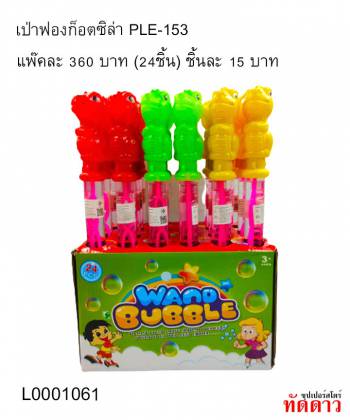 เป่าฟองก็อตซิล่า PLE-153
แพ๊คละ 360 บาท (24ชิ้น) ชิ้นละ 15 บาท
24
3+
WAND
BUBBLE
L0001061
ซุปเปอร์สโตร์
ทัดดาว